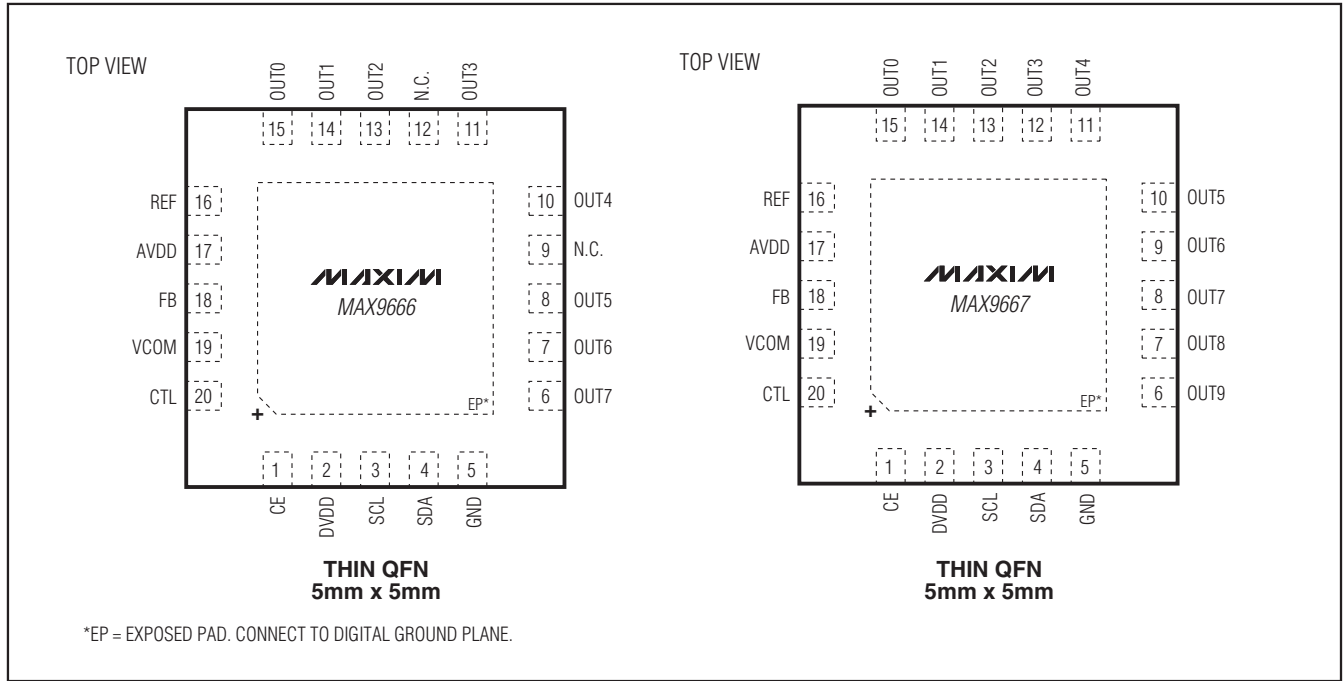 TOP VIEW
OUT0
OUT1
OUT2
N.C.
OUT3
15
14
13
12
11
REF 16
AVDD 17
FB 18
VCOM 19
CTL 20
10 OUT4
9 N.C.
8 OUT5
7 OUT6
6 OUT7
MAXIM
MAX9666
EP*
+
1
2
3
4
5
CE
DVDD
SCL
SDA
GND
THIN QFN
5mm x 5mm
TOP VIEW
OUT0
OUT1
OUT2
OUT3
OUT4
15
14
13
12
11
REF 16
AVDD 17
FB 18
VCOM 19
CTL 20
10 OUT5
9 OUT6
8 OUT7
7 OUT8
6 OUT9
MAXIM
MAX9667
EP*
+
1
2
3
4
5
CE
DVDD
SCL
SDA
GND
THIN QFN
5mm x 5mm
*EP = EXPOSED PAD. CONNECT TO DIGITAL GROUND PLANE.